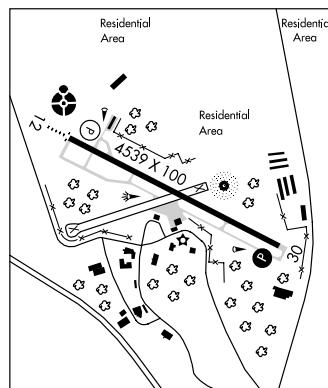 Residential
Area
Residential
Area
P
12
4539 X 100
Residential
Area
30
P